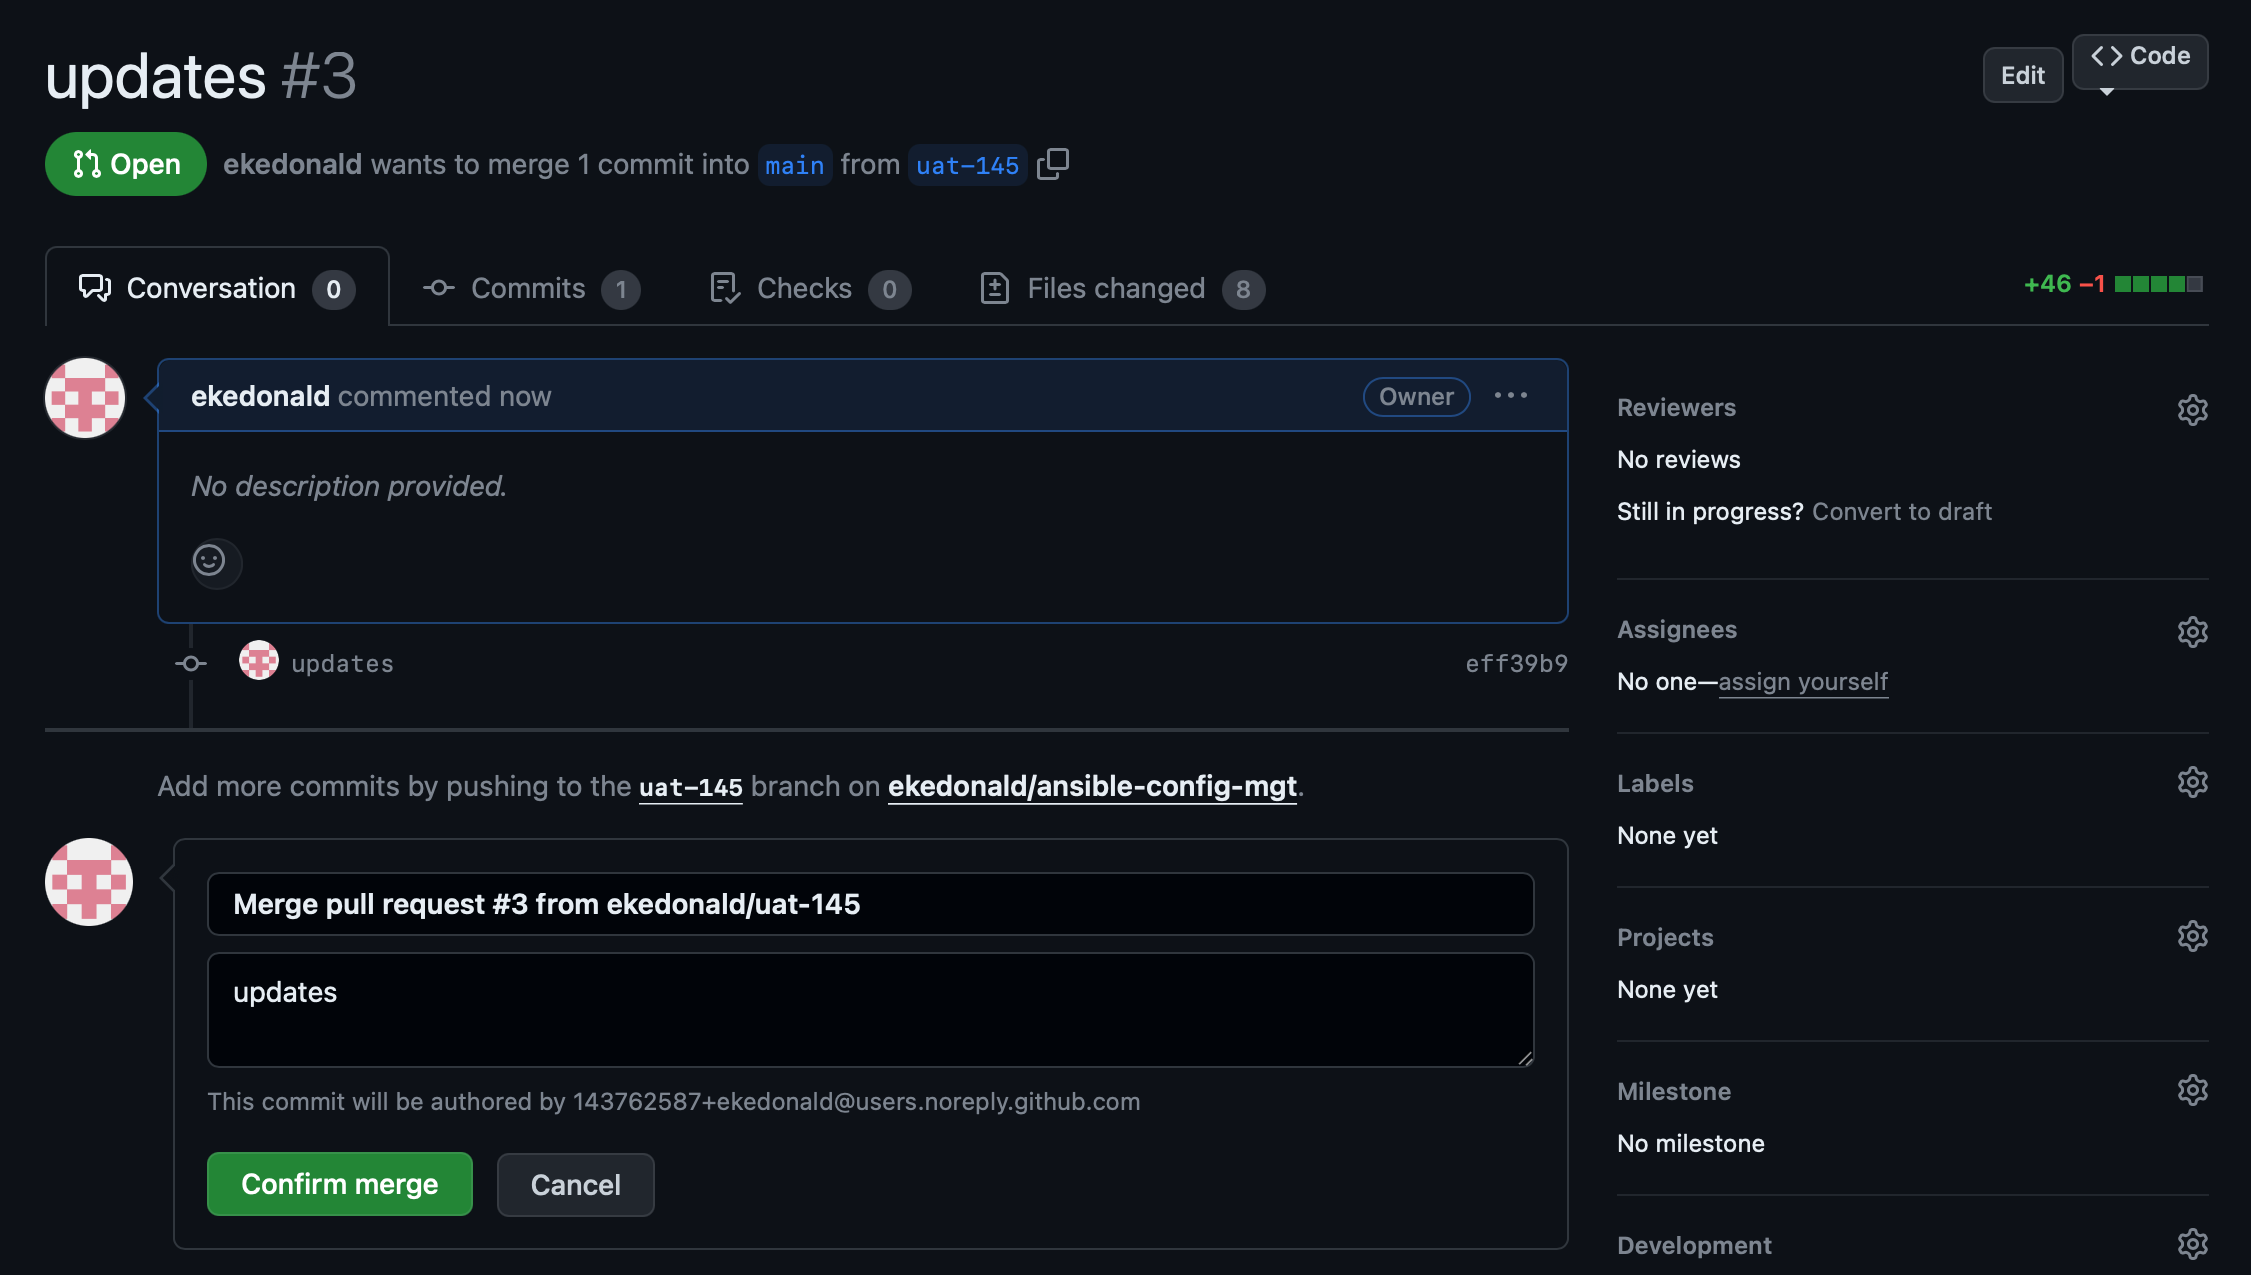 updates #3
Edit
Code
Open
ekedonald wants to merge 1 commit into main from uat-145
Conversation 0
Commits 1
Checks 0
Files changed 8
+46 −1
ekedonald commented now
Owner
No description provided.
updates
eff39b9
Add more commits by pushing to the uat-145 branch on ekedonald/ansible-config-mgt.
Merge pull request #3 from ekedonald/uat-145
updates
This commit will be authored by 143762587+ekedonald@users.noreply.github.com
Confirm merge
Cancel
Reviewers
No reviews
Still in progress? Convert to draft
Assignees
No one—assign yourself
Labels
None yet
Projects
None yet
Milestone
No milestone
Development